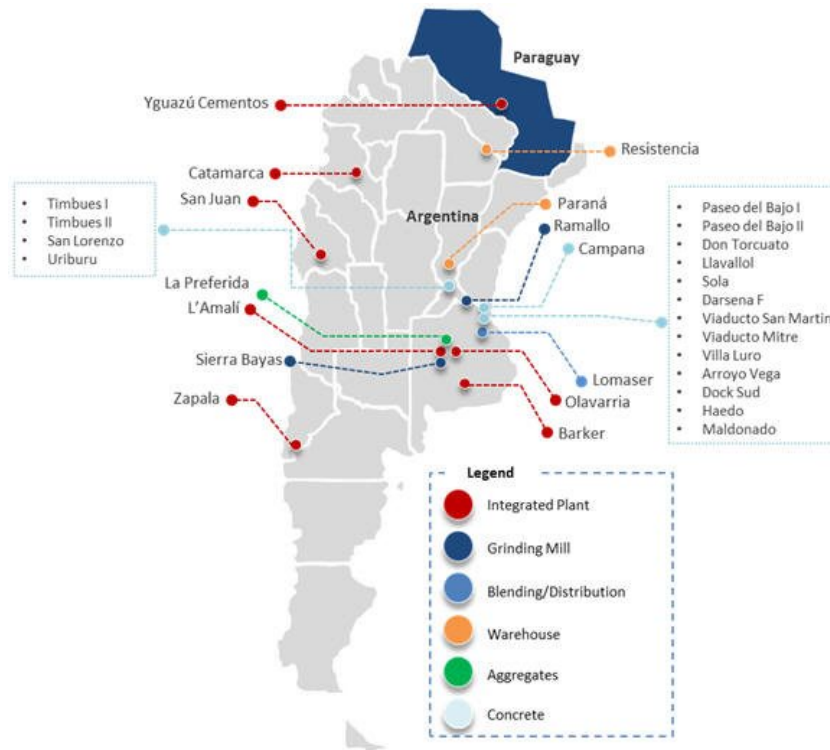 Paraguay
Yguazú Cementos
Resistencia
Catamarca
San Juan
Argentina
Paraná
Ramallo
Campana
• Timbues I
• Timbues II
• San Lorenzo
• Uriburu
• Paseo del Bajo I
• Paseo del Bajo II
• Don Torcuato
• Llavallol
• Sola
• Darsena F
• Viaducto San Martin
• Viaducto Mitre
• Villa Luro
• Arroyo Vega
• Dock Sud
• Haedo
• Maldonado
La Preferida
L'Amalí
Sierra Bayas
Zapala
Lomaser
Olavarria
Barker
Legend
Integrated Plant
Grinding Mill
Blending/Distribution
Warehouse
Aggregates
Concrete